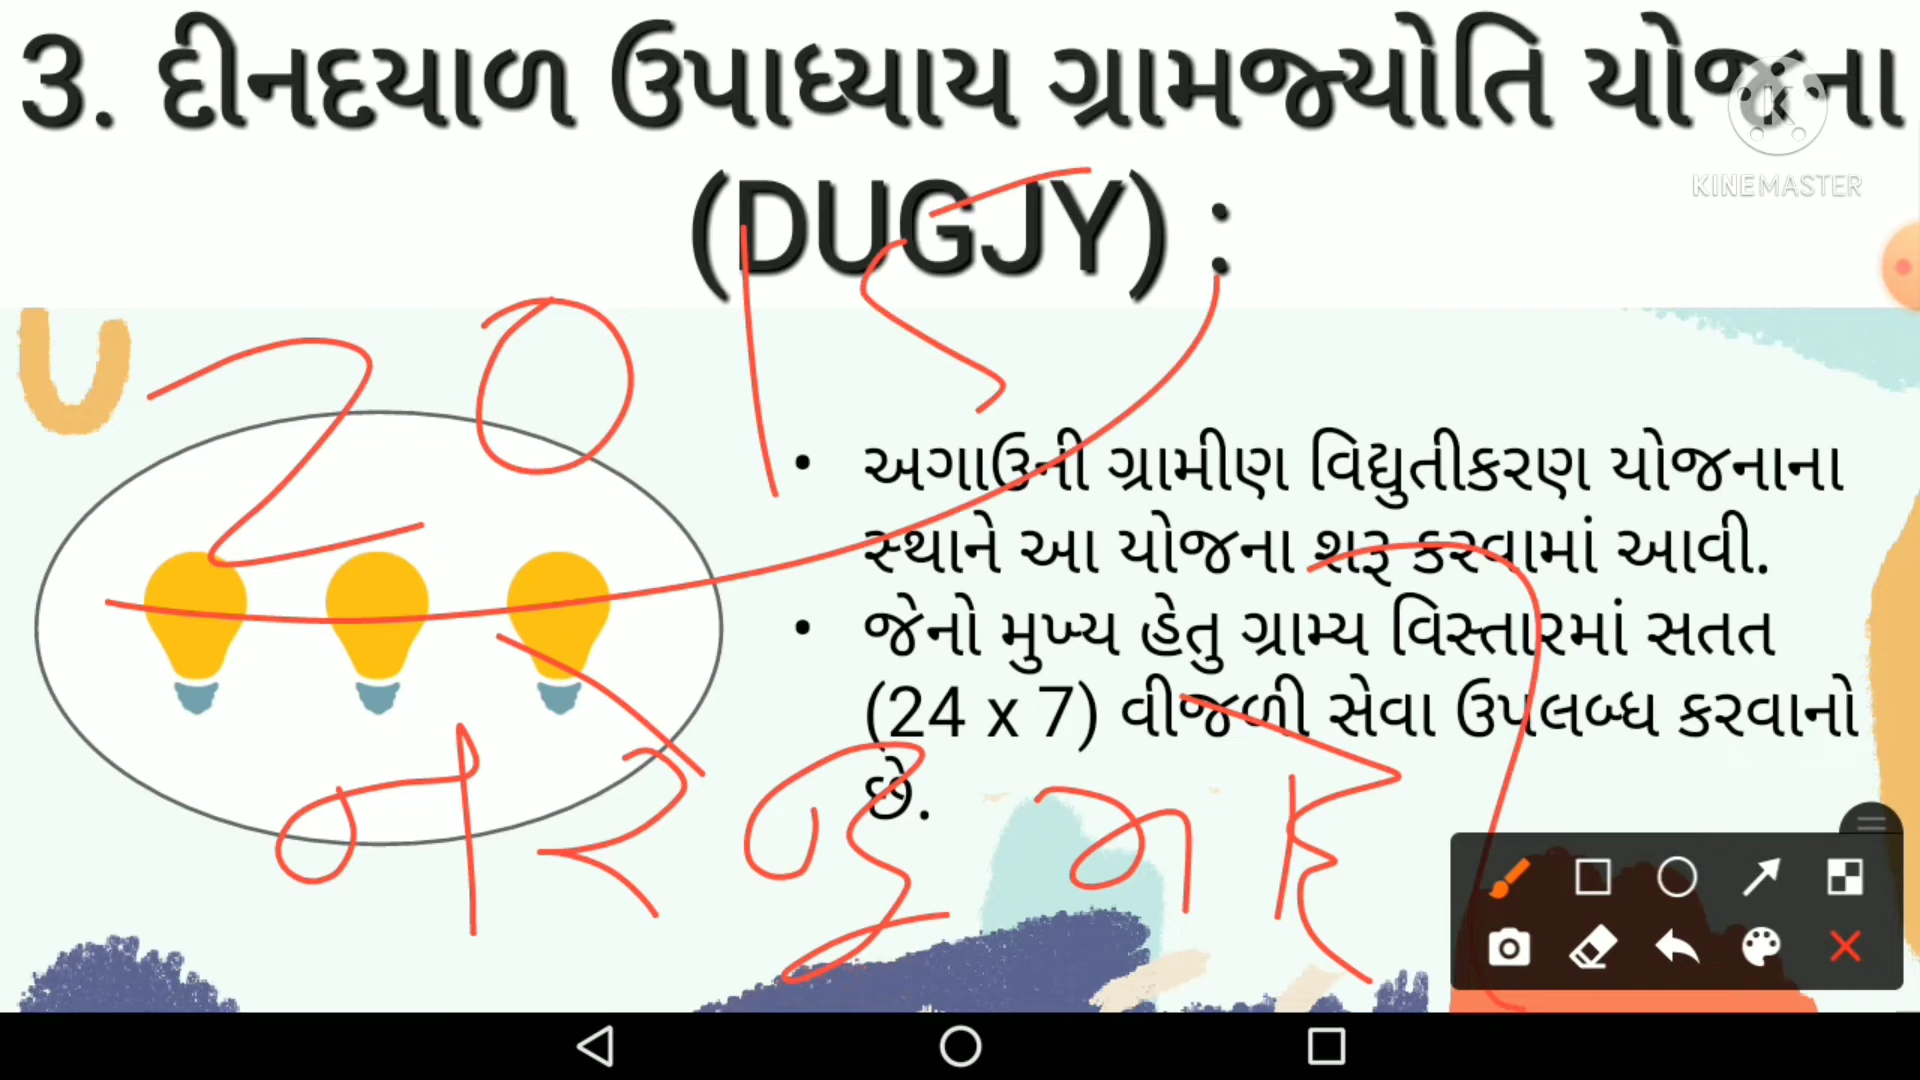 3. દીનદયાળ ઉપાધ્યાય ગ્રામજ્યોતિ યોજના
(DUGJY) :
KINEMASTER
2015
• અગાઉની ગ્રામીણ વિદ્યુતીકરણ યોજનાના
સ્થાને આ યોજના શરૂ કરવામાં આવી.
• જેનો મુખ્ય હેતુ ગ્રામ્ય વિસ્તારમાં સતત
(24 x 7) વીજળી સેવા ઉપલબ્ધ કરવાનો
છે.